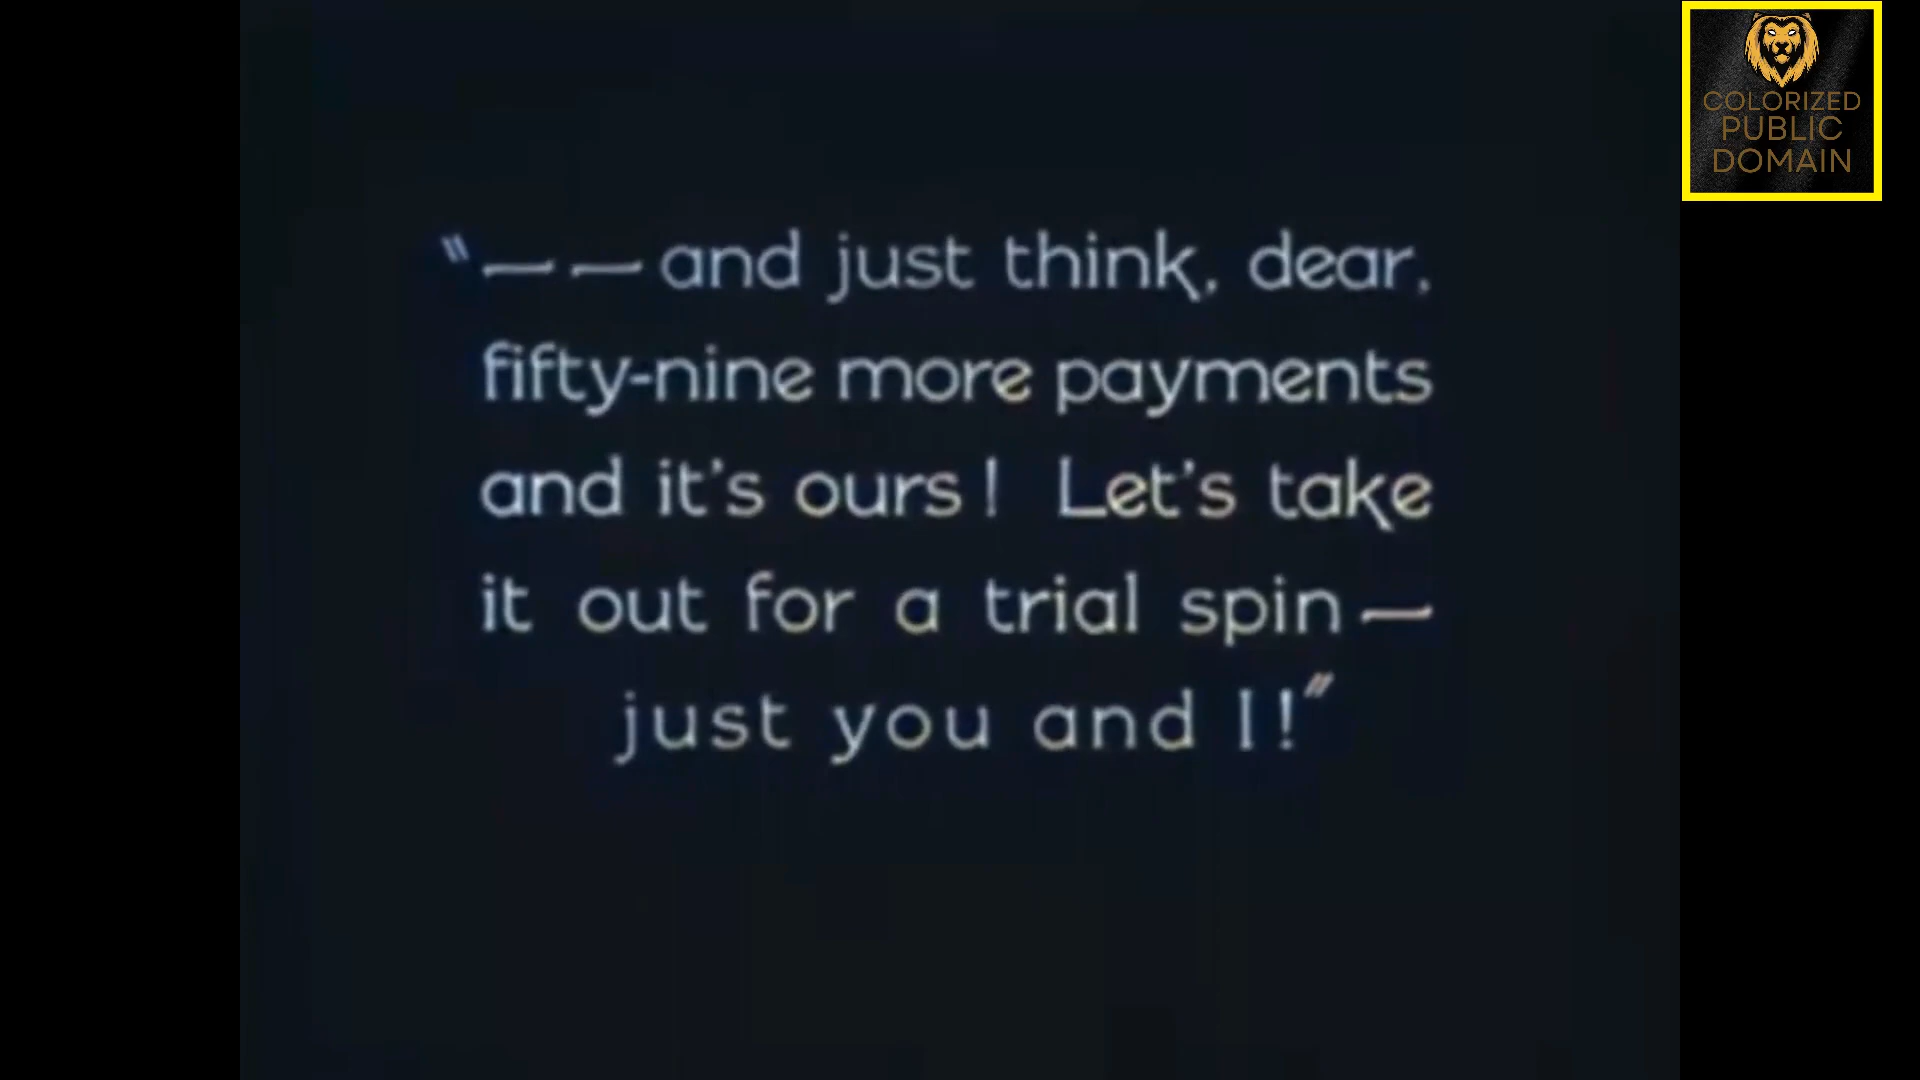 "— — and just think, dear,
fifty-nine more payments
and it's ours! Let's take
it out for a trial spin —
just you and I!"
COLORIZED
PUBLIC
DOMAIN